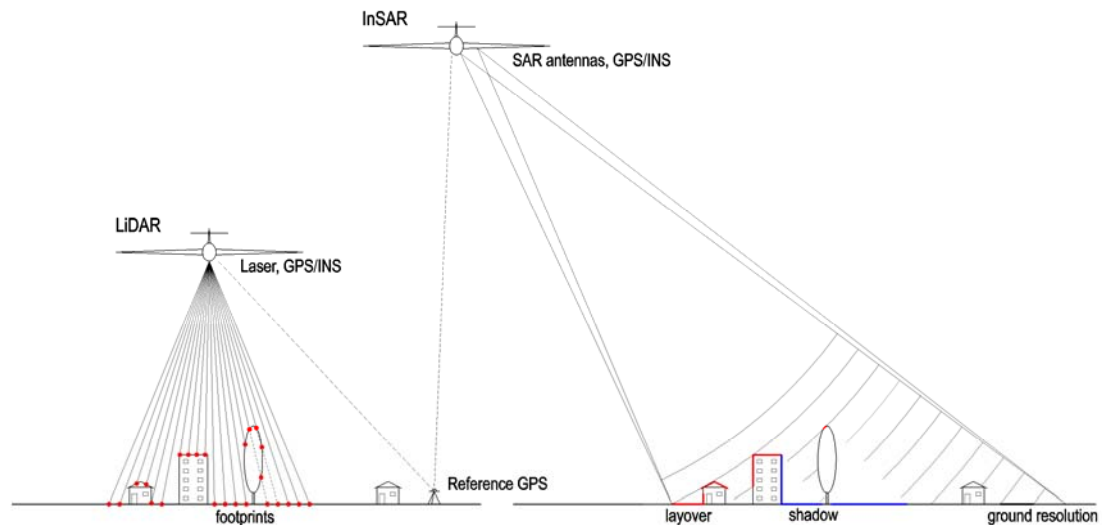 InSAR
SAR antennas, GPS/INS
LiDAR
Laser, GPS/INS
Reference GPS
footprints
layover
shadow
ground resolution